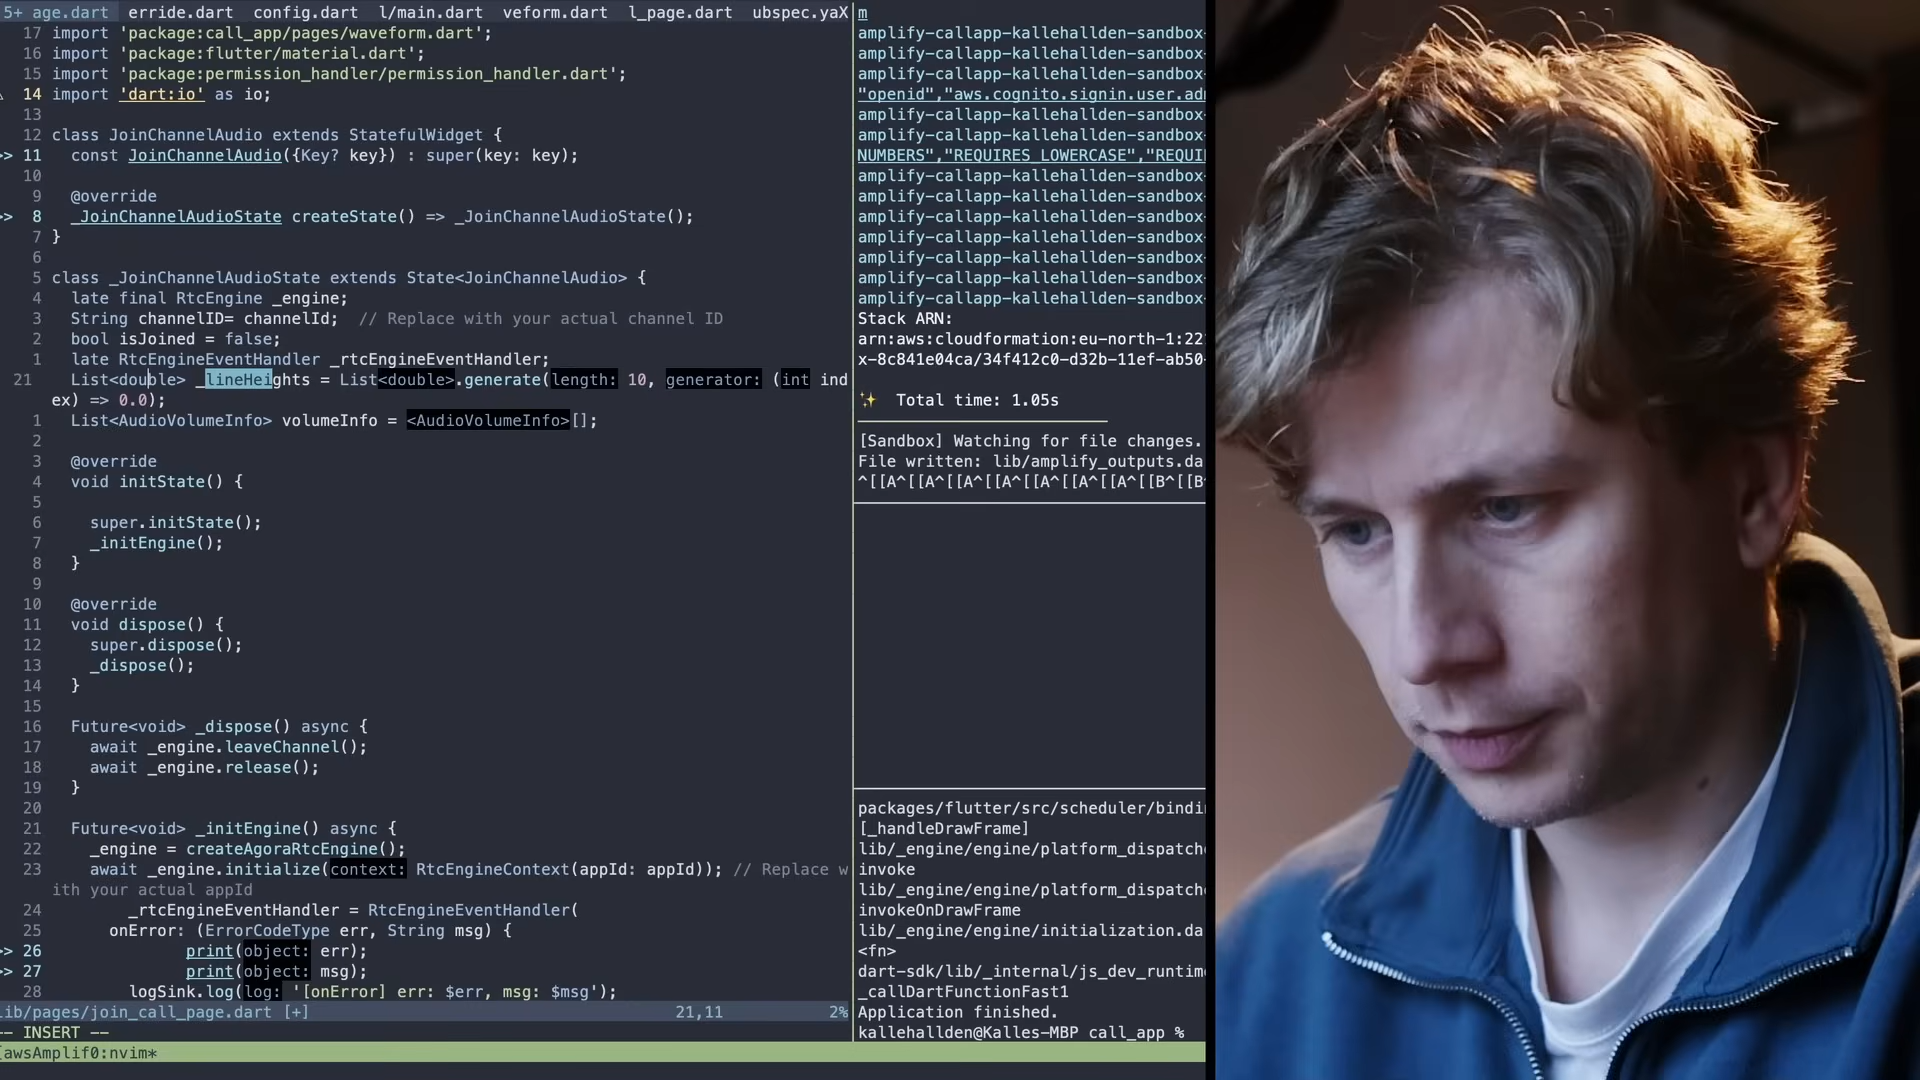 5+ age.dart  erride.dart  config.dart  l/main.dart  veform.dart  l_page.dart  ubspec.yaX
17 import 'package:call_app/pages/waveform.dart';
16 import 'package:flutter/material.dart';
15 import 'package:permission_handler/permission_handler.dart';
14 import 'dart:io' as io;
13
12 class JoinChannelAudio extends StatefulWidget {
>> 11   const JoinChannelAudio({Key? key}) : super(key: key);
10
9   @override
>> 8   _JoinChannelAudioState createState() => _JoinChannelAudioState();
7 }
6
5 class _JoinChannelAudioState extends State<JoinChannelAudio> {
4   late final RtcEngine _engine;
3   String channelID= channelId;  // Replace with your actual channel ID
2   bool isJoined = false;
1   late RtcEngineEventHandler _rtcEngineEventHandler;
21   List<double> _lineHeights = List<double>.generate(length: 10, generator: (int ind
ex) => 0.0);
1   List<AudioVolumeInfo> volumeInfo = <AudioVolumeInfo>[];
2
3   @override
4   void initState() {
5
6     super.initState();
7     _initEngine();
8   }
9
10   @override
11   void dispose() {
12     super.dispose();
13     _dispose();
14   }
15
16   Future<void> _dispose() async {
17     await _engine.leaveChannel();
18     await _engine.release();
19   }
20
21   Future<void> _initEngine() async {
22     _engine = createAgoraRtcEngine();
23     await _engine.initialize(context: RtcEngineContext(appId: appId)); // Replace w
ith your actual appId
24         _rtcEngineEventHandler = RtcEngineEventHandler(
25       onError: (ErrorCodeType err, String msg) {
>> 26               print(object: err);
>> 27               print(object: msg);
28         logSink.log(log: '[onError] err: $err, msg: $msg');
lib/pages/join_call_page.dart [+]  21,11  2%
-- INSERT --
[awsAmplif0:nvim*
m
amplify-callapp-kallehallden-sandbox-
amplify-callapp-kallehallden-sandbox-
amplify-callapp-kallehallden-sandbox-
"openid","aws.cognito.signin.user.ad
amplify-callapp-kallehallden-sandbox-
amplify-callapp-kallehallden-sandbox-
NUMBERS","REQUIRES_LOWERCASE","REQUI
amplify-callapp-kallehallden-sandbox-
amplify-callapp-kallehallden-sandbox-
amplify-callapp-kallehallden-sandbox-
amplify-callapp-kallehallden-sandbox-
amplify-callapp-kallehallden-sandbox-
amplify-callapp-kallehallden-sandbox-
amplify-callapp-kallehallden-sandbox-
Stack ARN:
arn:aws:cloudformation:eu-north-1:22
x-8c841e04ca/34f412c0-d32b-11ef-ab50
✨  Total time: 1.05s
[Sandbox] Watching for file changes.
File written: lib/amplify_outputs.da
^[[A^[[A^[[A^[[A^[[A^[[A^[[A^[[B^[[B
packages/flutter/src/scheduler/bindi
[_handleDrawFrame]
lib/_engine/engine/platform_dispatch
invoke
lib/_engine/engine/platform_dispatch
invokeOnDrawFrame
lib/_engine/initialization.da
<fn>
dart-sdk/lib/_internal/js_dev_runtim
_callDartFunctionFast1
Application finished.
kallehallden@Kalles-MBP call_app %